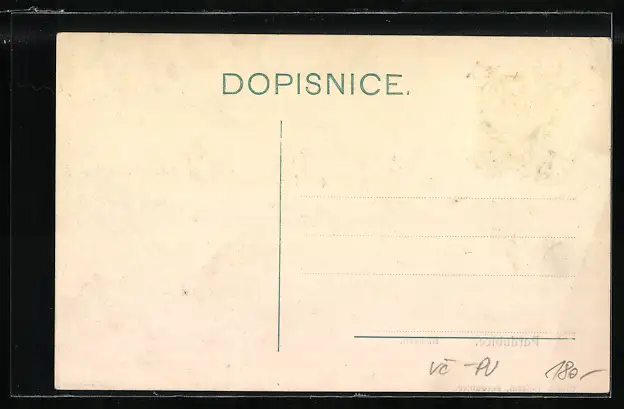 DOPISNICE.
Pardubice.
vč - PU
180,-